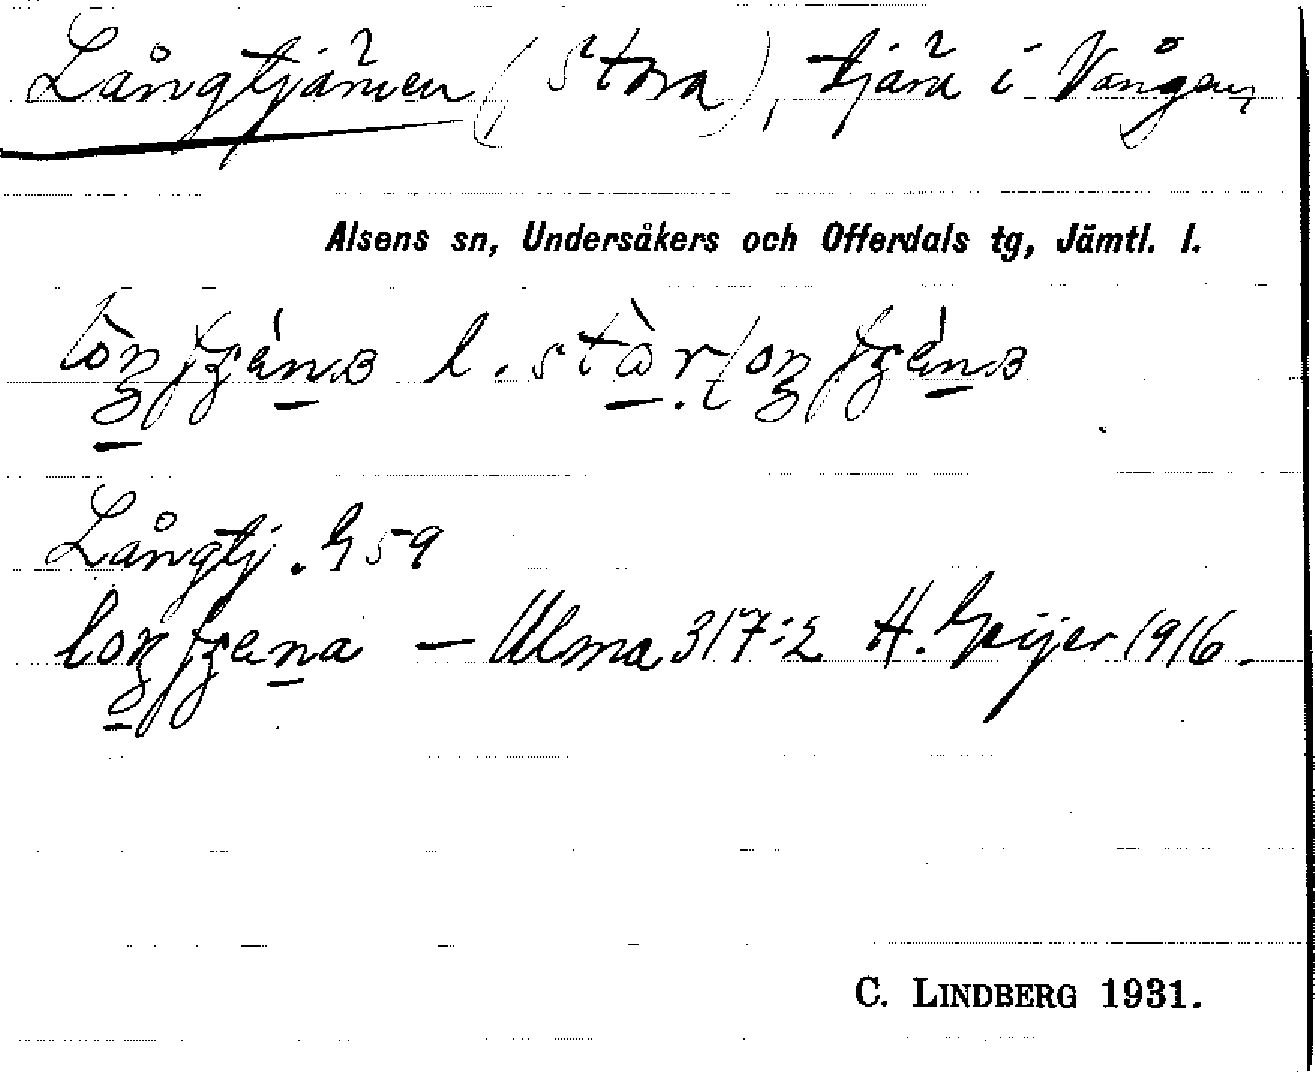 Långtjärnen (Stora), tjärn i Vången,
Alsens sn, Undersåkers och Offerdals tg, Jämtl. l.
l.
Långtj. G 59
— Ulma 317:2 H. Geijer 1916.
C. LINDBERG 1931.